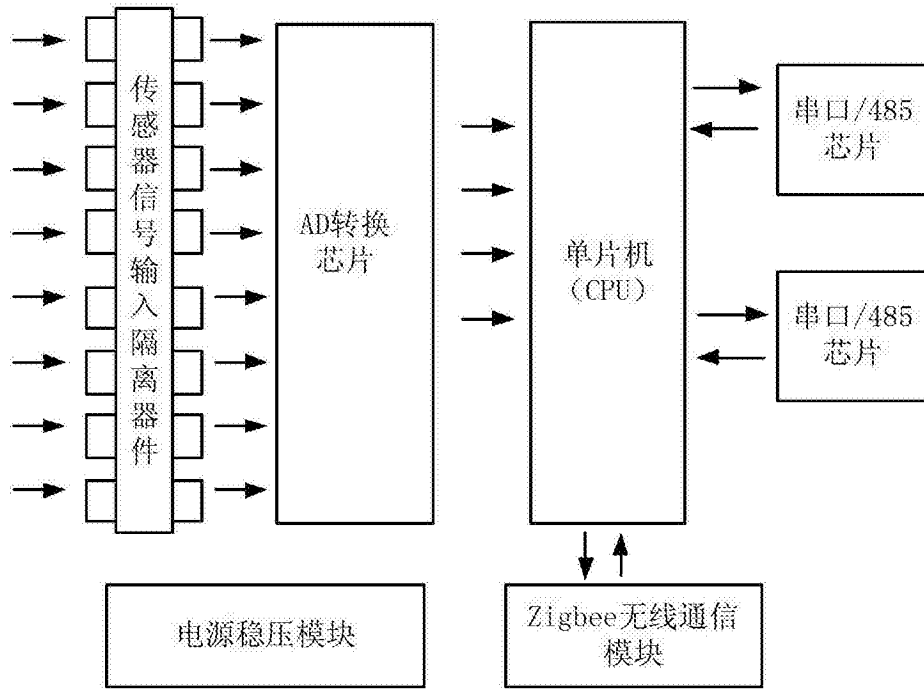 传感器信号输入隔离器件
AD转换
芯片
单片机
（CPU）
串口/485
芯片
串口/485
芯片
电源稳压模块
Zigbee无线通信
模块